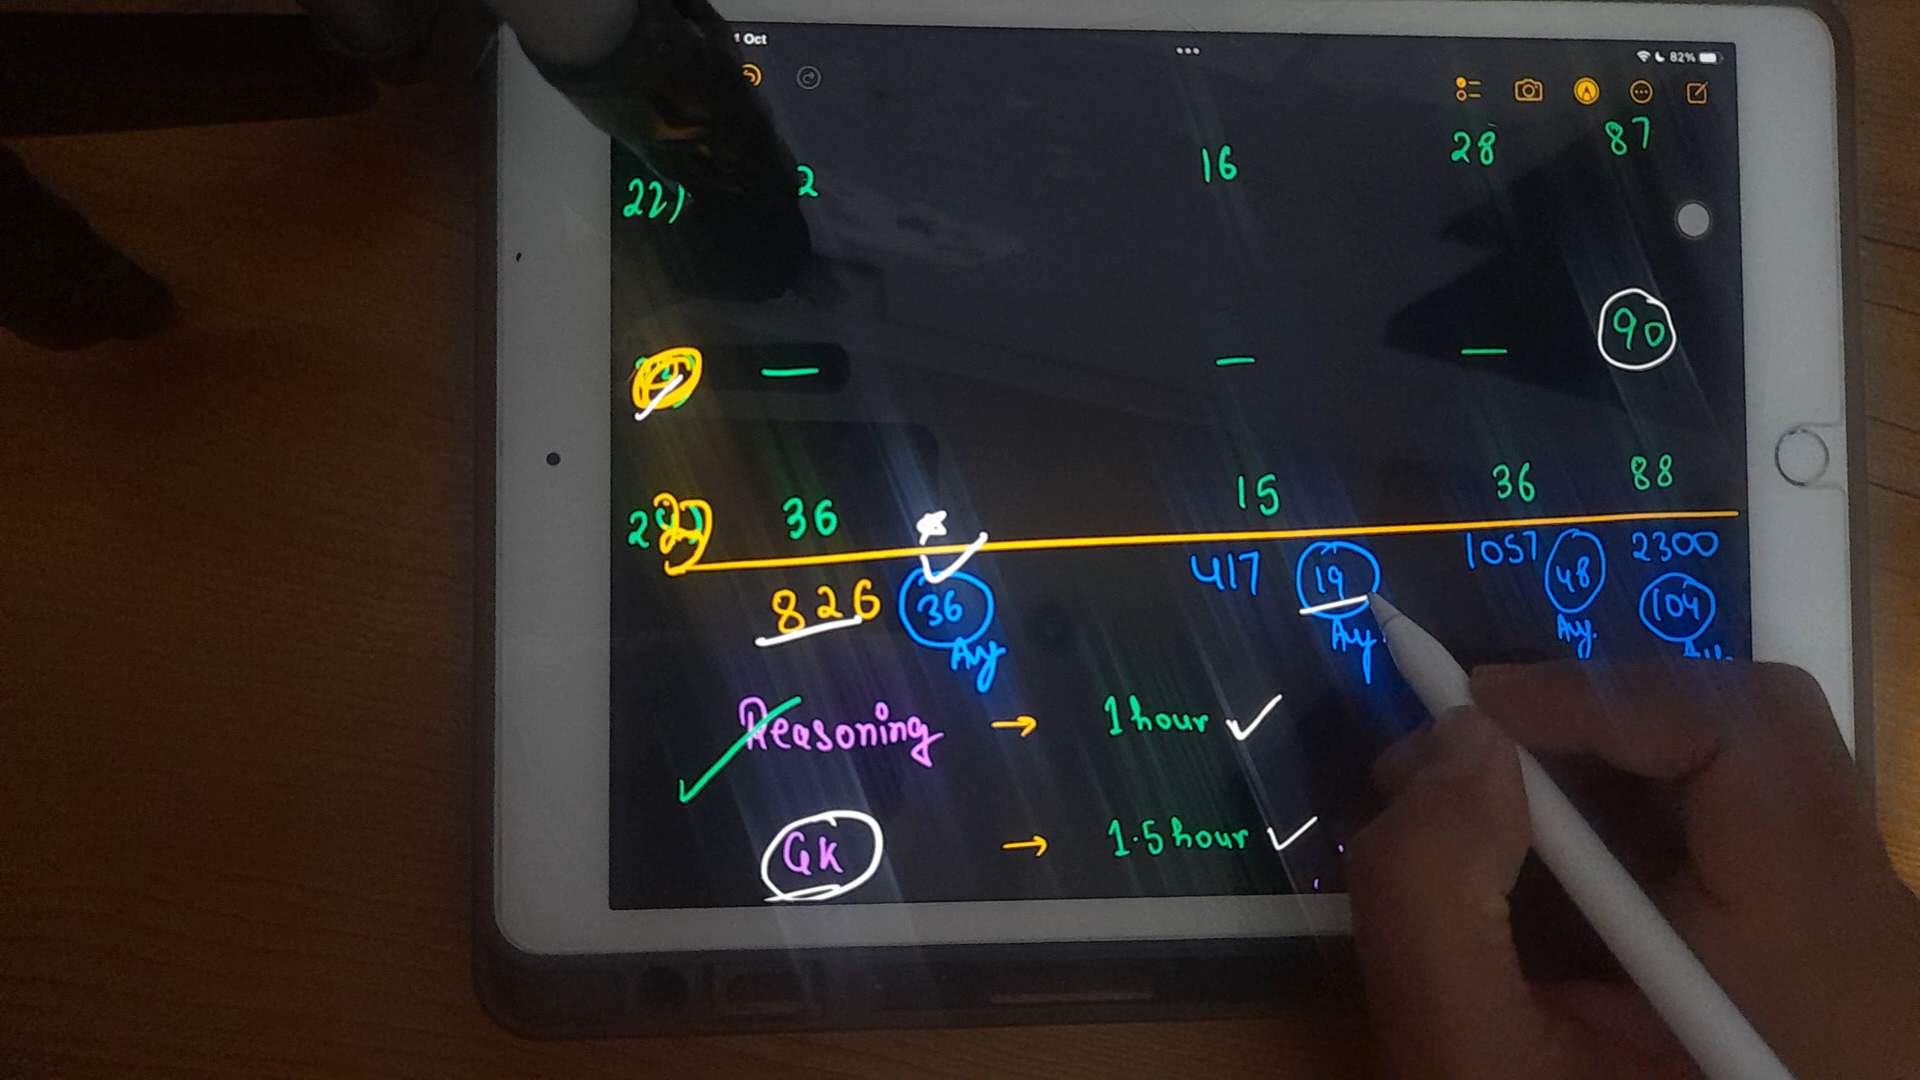 1 Oct
82%
22) 2 16 28 87
— — — 90
36 15 36 88
826 36 417 19 1057 48 2300
Avg Avg. Avg. 104
Reasoning → 1 hour ✓
GK → 1.5 hour ✓